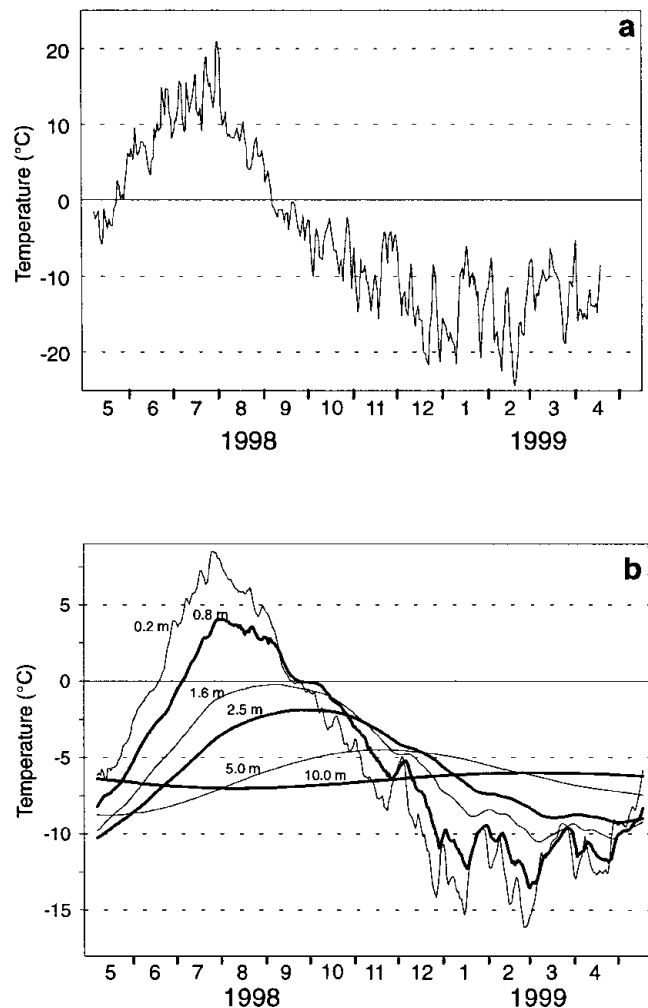 a
20
10
0
-10
-20
Temperature (°C)
5 6 7 8 9 10 11 12 1 2 3 4
1998 1999
b
5
0
-5
-10
-15
Temperature (°C)
0.2 m
0.8 m
1.6 m
2.5 m
5.0 m
10.0 m
5 6 7 8 9 10 11 12 1 2 3 4
1998 1999